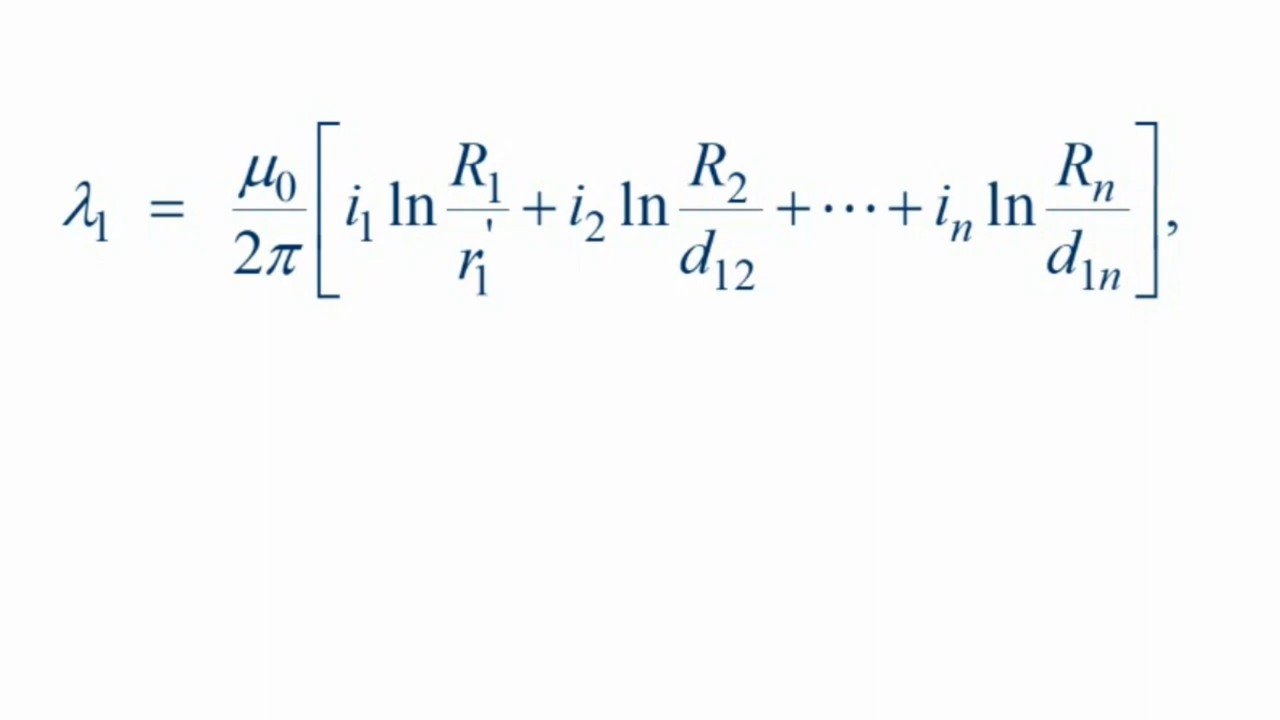 λ₁ = μ₀/2π [ i₁ ln R₁/r₁' + i₂ ln R₂/d₁₂ + ⋯ + iₙ ln Rₙ/d₁ₙ ],